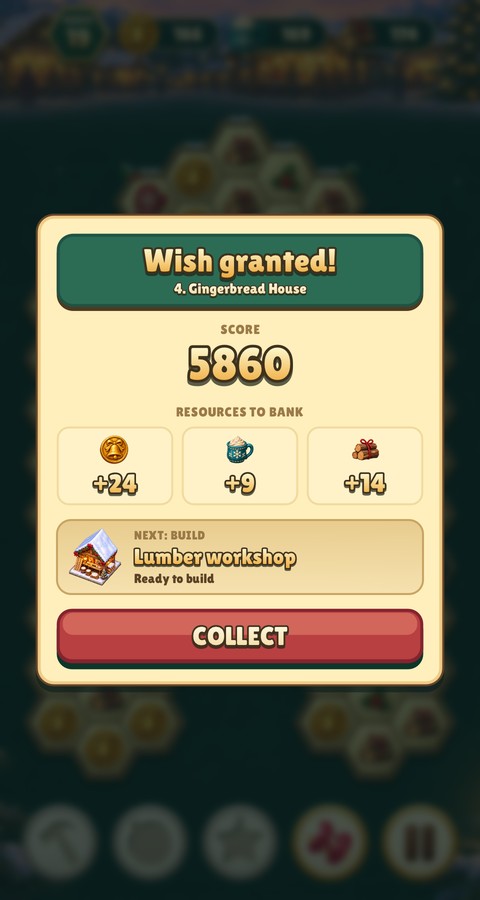 Wish granted!
4. Gingerbread House
SCORE
5860
RESOURCES TO BANK
+24
+9
+14
NEXT: BUILD
Lumber workshop
Ready to build
COLLECT